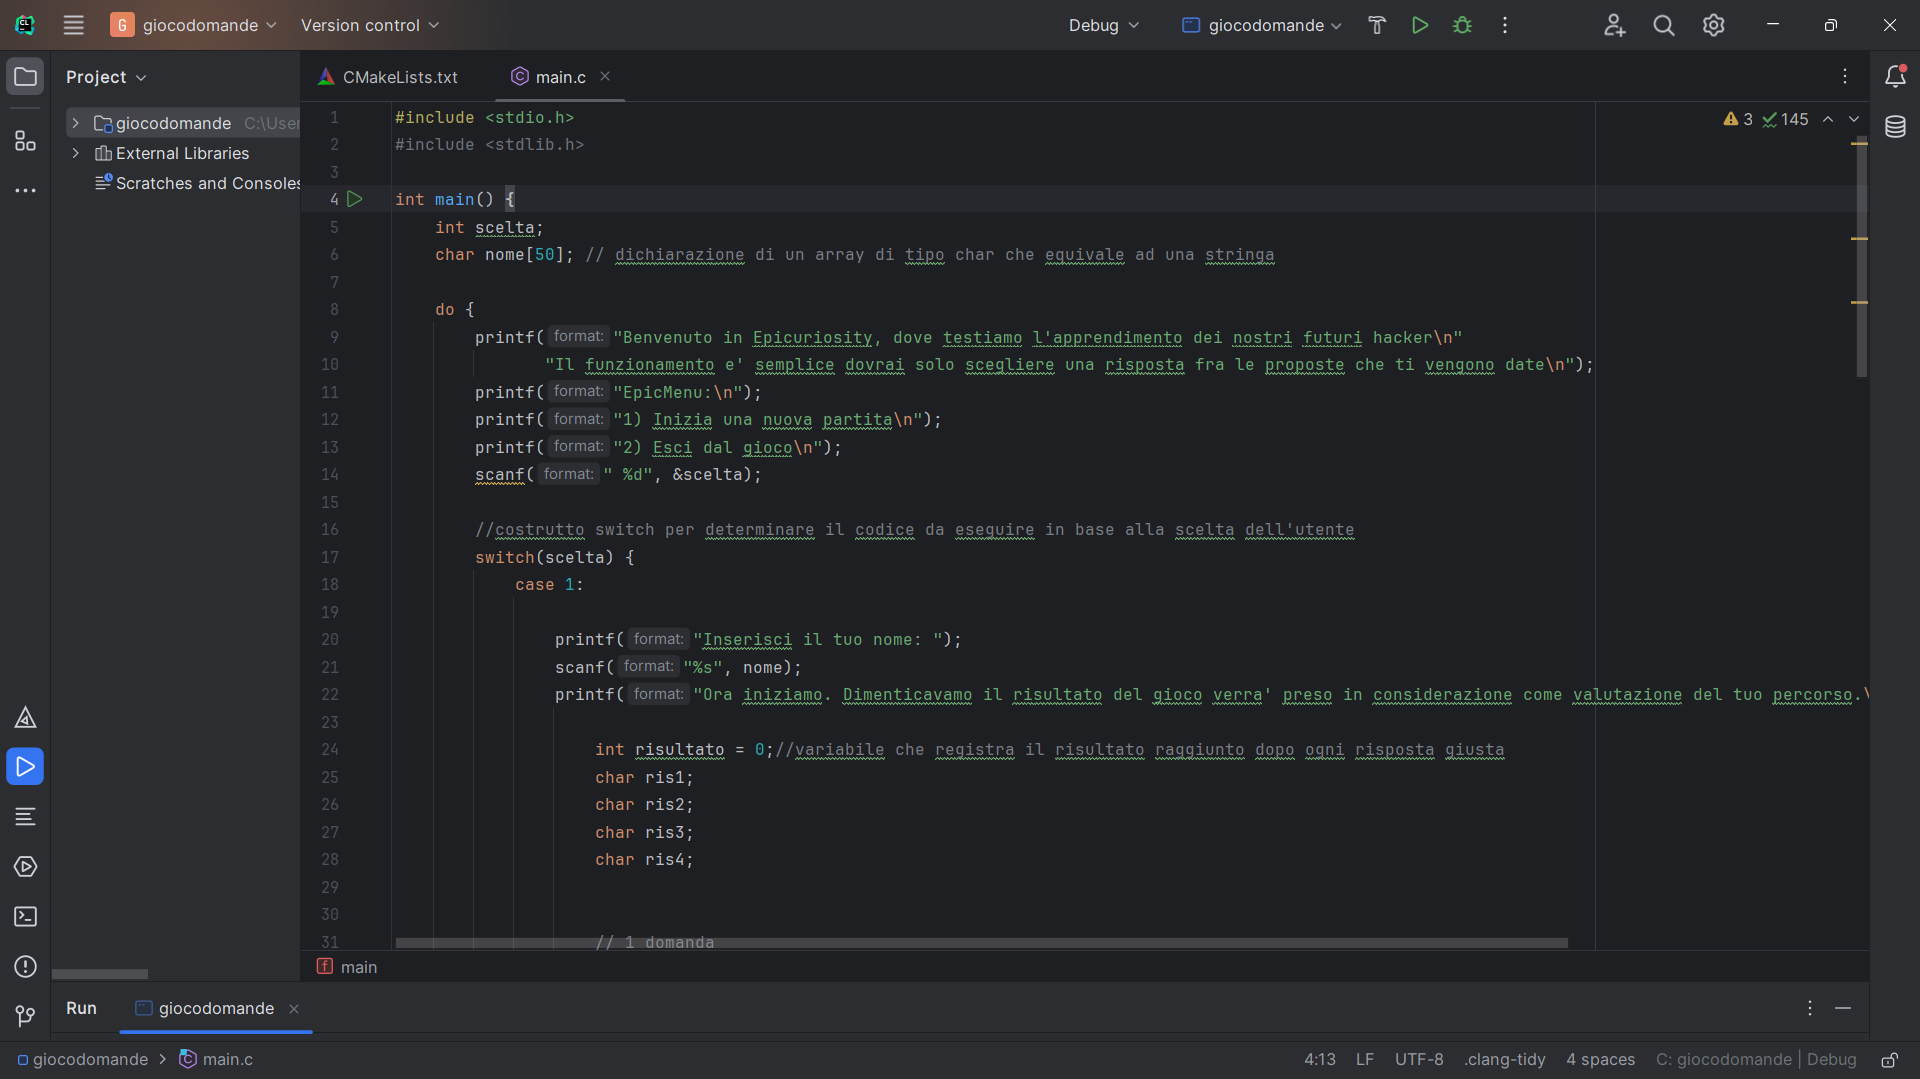 CL G giocodomande Version control Debug giocodomande
Project
giocodomande C:\User
External Libraries
Scratches and Consoles
CMakeLists.txt C main.c
3 145
1 #include <stdio.h>
2 #include <stdlib.h>
3
4 int main() {
5 int scelta;
6 char nome[50]; // dichiarazione di un array di tipo char che equivale ad una stringa
7
8 do {
9 printf( format: "Benvenuto in Epicuriosity, dove testiamo l'apprendimento dei nostri futuri hacker\n"
10 "Il funzionamento e' semplice dovrai solo scegliere una risposta fra le proposte che ti vengono date\n");
11 printf( format: "EpicMenu:\n");
12 printf( format: "1) Inizia una nuova partita\n");
13 printf( format: "2) Esci dal gioco\n");
14 scanf( format: " %d", &scelta);
15
16 //costrutto switch per determinare il codice da eseguire in base alla scelta dell'utente
17 switch(scelta) {
18 case 1:
19
20 printf( format: "Inserisci il tuo nome: ");
21 scanf( format: "%s", nome);
22 printf( format: "Ora iniziamo. Dimenticavamo il risultato del gioco verra' preso in considerazione come valutazione del tuo percorso.\
23
24 int risultato = 0;//variabile che registra il risultato raggiunto dopo ogni risposta giusta
25 char ris1;
26 char ris2;
27 char ris3;
28 char ris4;
29
30
31 // 1 domanda
f main
Run giocodomande
giocodomande > C main.c 4:13 LF UTF-8 .clang-tidy 4 spaces C: giocodomande | Debug